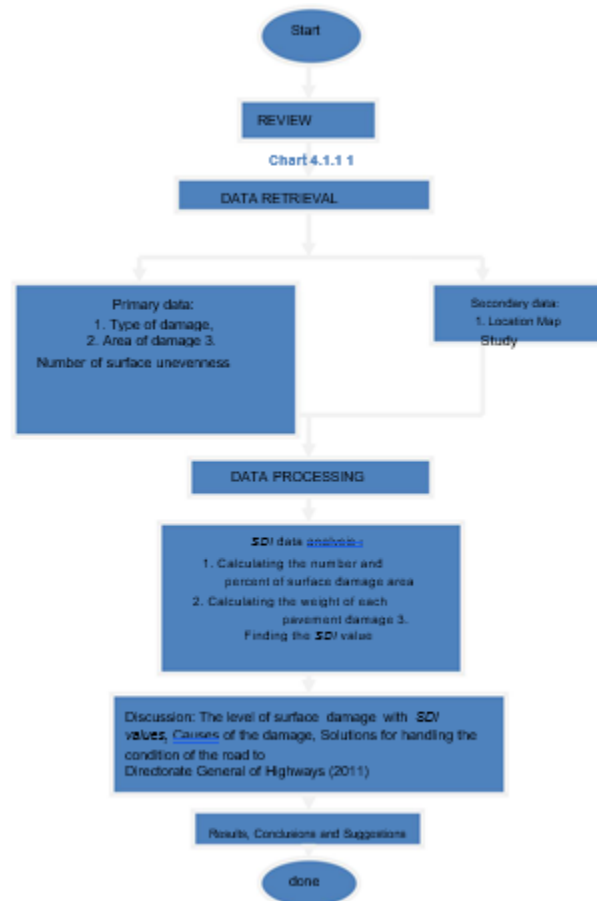 Start
REVIEW
Chart 4.1.1 1
DATA RETRIEVAL
Primary data:
1. Type of damage,
2. Area of damage 3.
Number of surface unevenness
Secondary data:
1. Location Map
Study
DATA PROCESSING
SDI data analysis:
1. Calculating the number and
percent of surface damage area
2. Calculating the weight of each
pavement damage 3.
Finding the SDI value
Discussion: The level of surface damage with SDI
values, Causes of the damage, Solutions for handling the
condition of the road to
Directorate General of Highways (2011)
Results, Conclusions and Suggestions
done